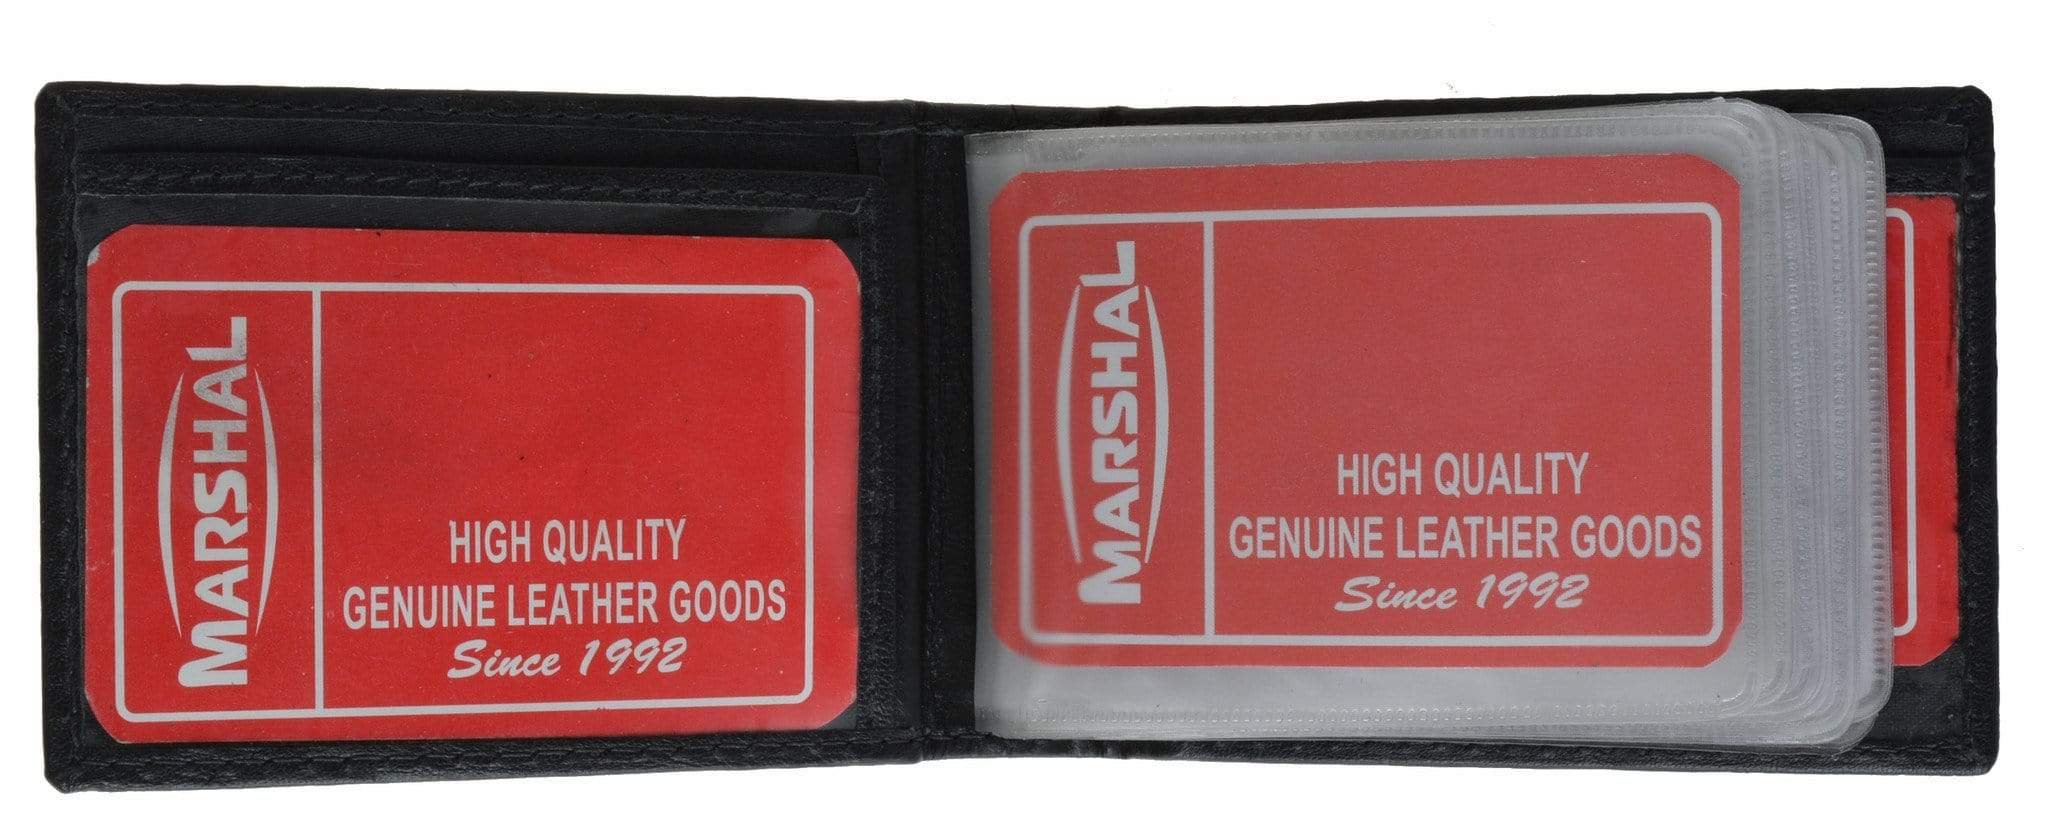 MARSHAL
HIGH QUALITY
GENUINE LEATHER GOODS
Since 1992
MARSHAL
HIGH QUALITY
GENUINE LEATHER GOODS
Since 1992